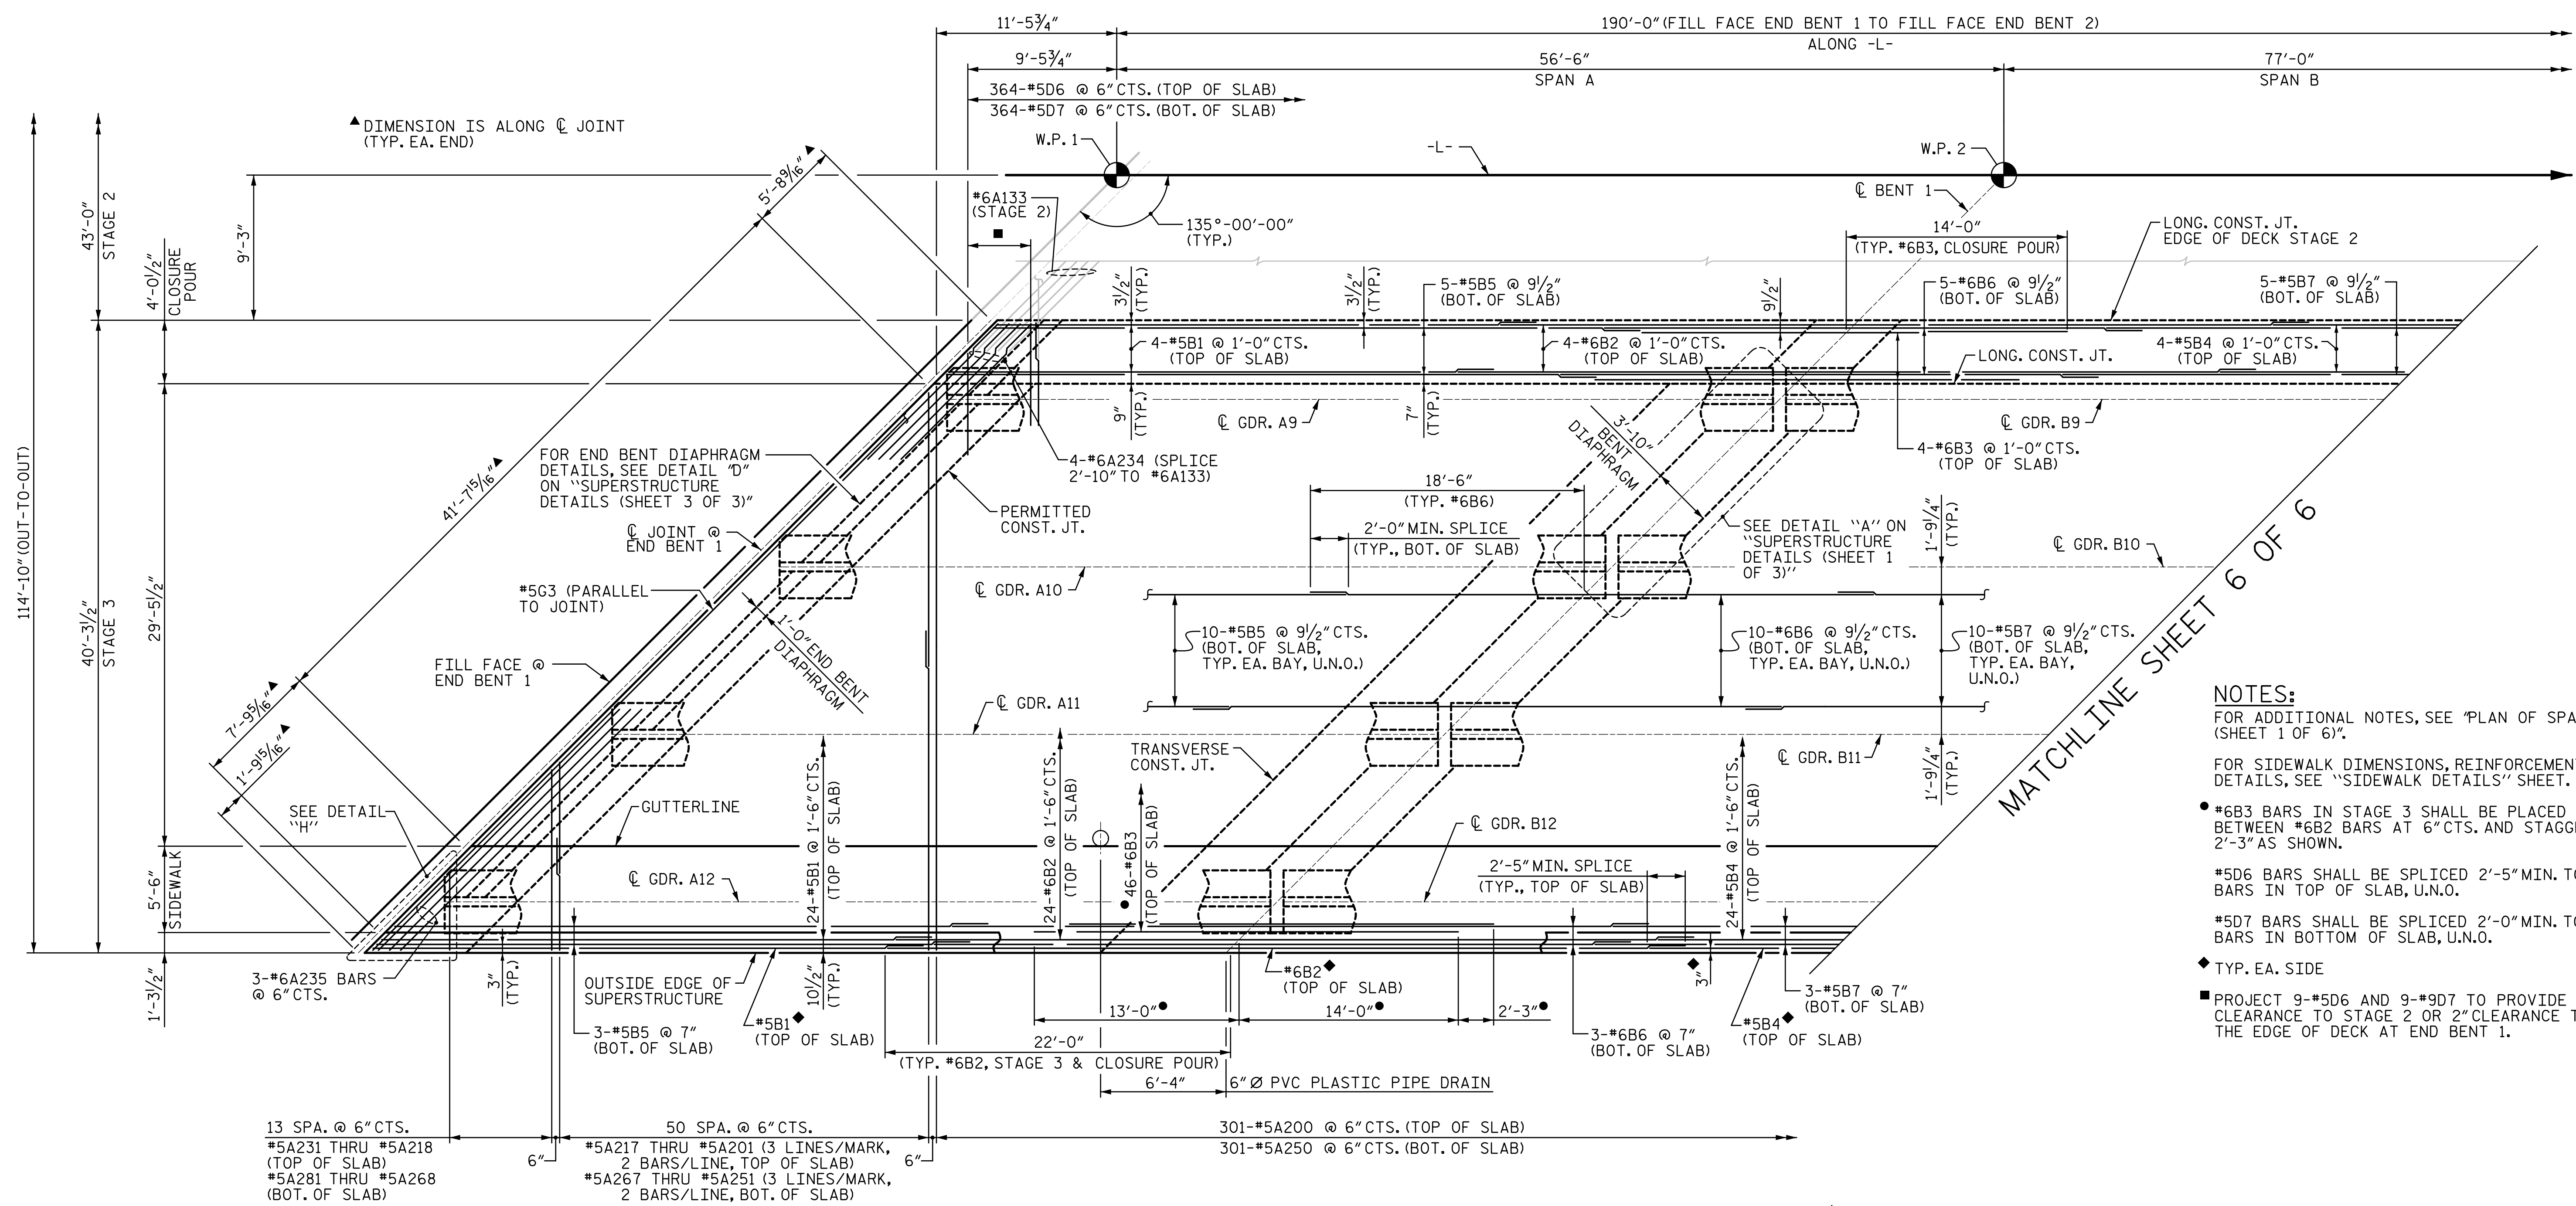 11'-5¾"
190'-0" (FILL FACE END BENT 1 TO FILL FACE END BENT 2)
ALONG -L-
9'-5¾"
56'-6"
SPAN A
77'-0"
SPAN B
364-#5D6 @ 6" CTS. (TOP OF SLAB)
364-#5D7 @ 6" CTS. (BOT. OF SLAB)
▲ DIMENSION IS ALONG ℄ JOINT
(TYP. EA. END)
W.P. 1
-L-
W.P. 2
℄ BENT 1
5'-8 9/16" ▲
#6A133
(STAGE 2)
■
135°-00'-00"
(TYP.)
14'-0"
(TYP. #6B3, CLOSURE POUR)
LONG. CONST. JT.
EDGE OF DECK STAGE 2
43'-0"
STAGE 2
4'-0½"
CLOSURE
POUR
9'-3"
3½"
(TYP.)
3½"
(TYP.)
5-#5B5 @ 9½"
(BOT. OF SLAB)
9½"
5-#6B6 @ 9½"
(BOT. OF SLAB)
5-#5B7 @ 9½"
(BOT. OF SLAB)
4-#5B1 @ 1'-0" CTS.
(TOP OF SLAB)
4-#6B2 @ 1'-0" CTS.
(TOP OF SLAB)
LONG. CONST. JT.
4-#5B4 @ 1'-0" CTS.
(TOP OF SLAB)
9"
(TYP.)
℄ GDR. A9
7"
(TYP.)
℄ GDR. B9
3'-10"
BENT
DIAPHRAGM
4-#6B3 @ 1'-0" CTS.
(TOP OF SLAB)
FOR END BENT DIAPHRAGM
DETAILS, SEE DETAIL "D"
ON "SUPERSTRUCTURE
DETAILS (SHEET 3 OF 3)"
4-#6A234 (SPLICE
2'-10" TO #6A133)
41'-7 15/16" ▲
PERMITTED
CONST. JT.
18'-6"
(TYP. #6B6)
2'-0" MIN. SPLICE
(TYP., BOT. OF SLAB)
SEE DETAIL "A" ON
"SUPERSTRUCTURE
DETAILS (SHEET 1
OF 3)"
1'-9¼"
(TYP.)
℄ GDR. B10
℄ JOINT @
END BENT 1
114'-10" (OUT-TO-OUT)
40'-3½"
STAGE 3
29'-5½"
#5G3 (PARALLEL
TO JOINT)
℄ GDR. A10
1'-0" END BENT
DIAPHRAGM
10-#5B5 @ 9½" CTS.
(BOT. OF SLAB,
TYP. EA. BAY, U.N.O.)
10-#6B6 @ 9½" CTS.
(BOT. OF SLAB,
TYP. EA. BAY, U.N.O.)
10-#5B7 @ 9½" CTS.
(BOT. OF SLAB,
TYP. EA. BAY,
U.N.O.)
MATCHLINE SHEET 6 OF 6
FILL FACE @
END BENT 1
℄ GDR. A11
7'-9 5/16" ▲
1'-9 15/16" ▲
TRANSVERSE
CONST. JT.
℄ GDR. B11
1'-9¼"
(TYP.)
SEE DETAIL
"H"
GUTTERLINE
24-#5B1 @ 1'-6" CTS.
(TOP OF SLAB)
24-#6B2 @ 1'-6" CTS.
(TOP OF SLAB)
● 46-#6B3
(TOP OF SLAB)
℄ GDR. B12
24-#5B4 @ 1'-6" CTS.
(TOP OF SLAB)
5'-6"
SIDEWALK
℄ GDR. A12
2'-5" MIN. SPLICE
(TYP., TOP OF SLAB)
1'-3½"
3-#6A235 BARS
@ 6" CTS.
3"
(TYP.)
OUTSIDE EDGE OF
SUPERSTRUCTURE
10½"
(TYP.)
#6B2 ◆
(TOP OF SLAB)
◆
3"
3-#5B7 @ 7"
(BOT. OF SLAB)
13'-0" ●
14'-0" ●
2'-3" ●
3-#5B5 @ 7"
(BOT. OF SLAB)
#5B1 ◆
(TOP OF SLAB)
#5B4 ◆
(TOP OF SLAB)
3-#6B6 @ 7"
(BOT. OF SLAB)
22'-0"
(TYP. #6B2, STAGE 3 & CLOSURE POUR)
6'-4"
6" Ø PVC PLASTIC PIPE DRAIN
13 SPA. @ 6" CTS.
#5A231 THRU #5A218
(TOP OF SLAB)
#5A281 THRU #5A268
(BOT. OF SLAB)
6"
50 SPA. @ 6" CTS.
#5A217 THRU #5A201 (3 LINES/MARK,
2 BARS/LINE, TOP OF SLAB)
#5A267 THRU #5A251 (3 LINES/MARK,
2 BARS/LINE, BOT. OF SLAB)
6"
301-#5A200 @ 6" CTS. (TOP OF SLAB)
301-#5A250 @ 6" CTS. (BOT. OF SLAB)
NOTES:
FOR ADDITIONAL NOTES, SEE "PLAN OF SPA
(SHEET 1 OF 6)".
FOR SIDEWALK DIMENSIONS, REINFORCEMEN
DETAILS, SEE "SIDEWALK DETAILS" SHEET.
● #6B3 BARS IN STAGE 3 SHALL BE PLACED
BETWEEN #6B2 BARS AT 6" CTS. AND STAGG
2'-3" AS SHOWN.
#5D6 BARS SHALL BE SPLICED 2'-5" MIN. TO
BARS IN TOP OF SLAB, U.N.O.
#5D7 BARS SHALL BE SPLICED 2'-0" MIN. TO
BARS IN BOTTOM OF SLAB, U.N.O.
◆ TYP. EA. SIDE
■ PROJECT 9-#5D6 AND 9-#9D7 TO PROVIDE
CLEARANCE TO STAGE 2 OR 2" CLEARANCE T
THE EDGE OF DECK AT END BENT 1.